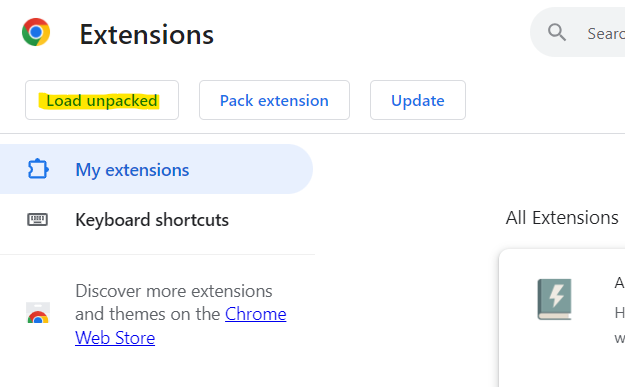 Extensions
Searc
Load unpacked
Pack extension
Update
My extensions
Keyboard shortcuts
Discover more extensions
and themes on the Chrome
Web Store
All Extensions
A
H
w